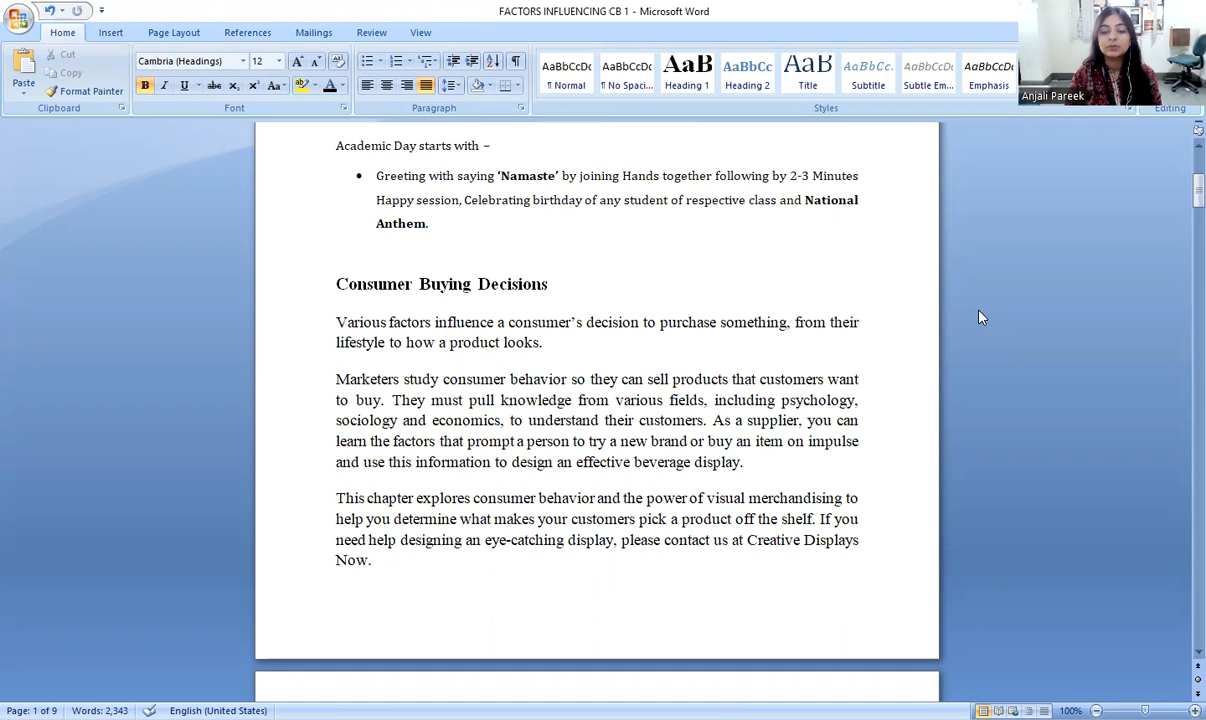 FACTORS INFLUENCING CB 1 - Microsoft Word
Home Insert Page Layout References Mailings Review View
Cut
Copy
Format Painter
Paste
Clipboard
Cambria (Headings) 12
B I U abc x₂ x² Aa
Font
Paragraph
AaBbCcDc AaBbCcDc AaB AaBbCc AaB AaBbCc. AaBbCcDc AaBbCcDc
¶ Normal ¶ No Spaci... Heading 1 Heading 2 Title Subtitle Subtle Em... Emphasis
Styles
Editing
Anjali Pareek
Academic Day starts with –
• Greeting with saying ‘Namaste’ by joining Hands together following by 2-3 Minutes
Happy session, Celebrating birthday of any student of respective class and National
Anthem.
Consumer Buying Decisions
Various factors influence a consumer’s decision to purchase something, from their
lifestyle to how a product looks.
Marketers study consumer behavior so they can sell products that customers want
to buy. They must pull knowledge from various fields, including psychology,
sociology and economics, to understand their customers. As a supplier, you can
learn the factors that prompt a person to try a new brand or buy an item on impulse
and use this information to design an effective beverage display.
This chapter explores consumer behavior and the power of visual merchandising to
help you determine what makes your customers pick a product off the shelf. If you
need help designing an eye-catching display, please contact us at Creative Displays
Now.
Page: 1 of 9 Words: 2,343 English (United States) 100%